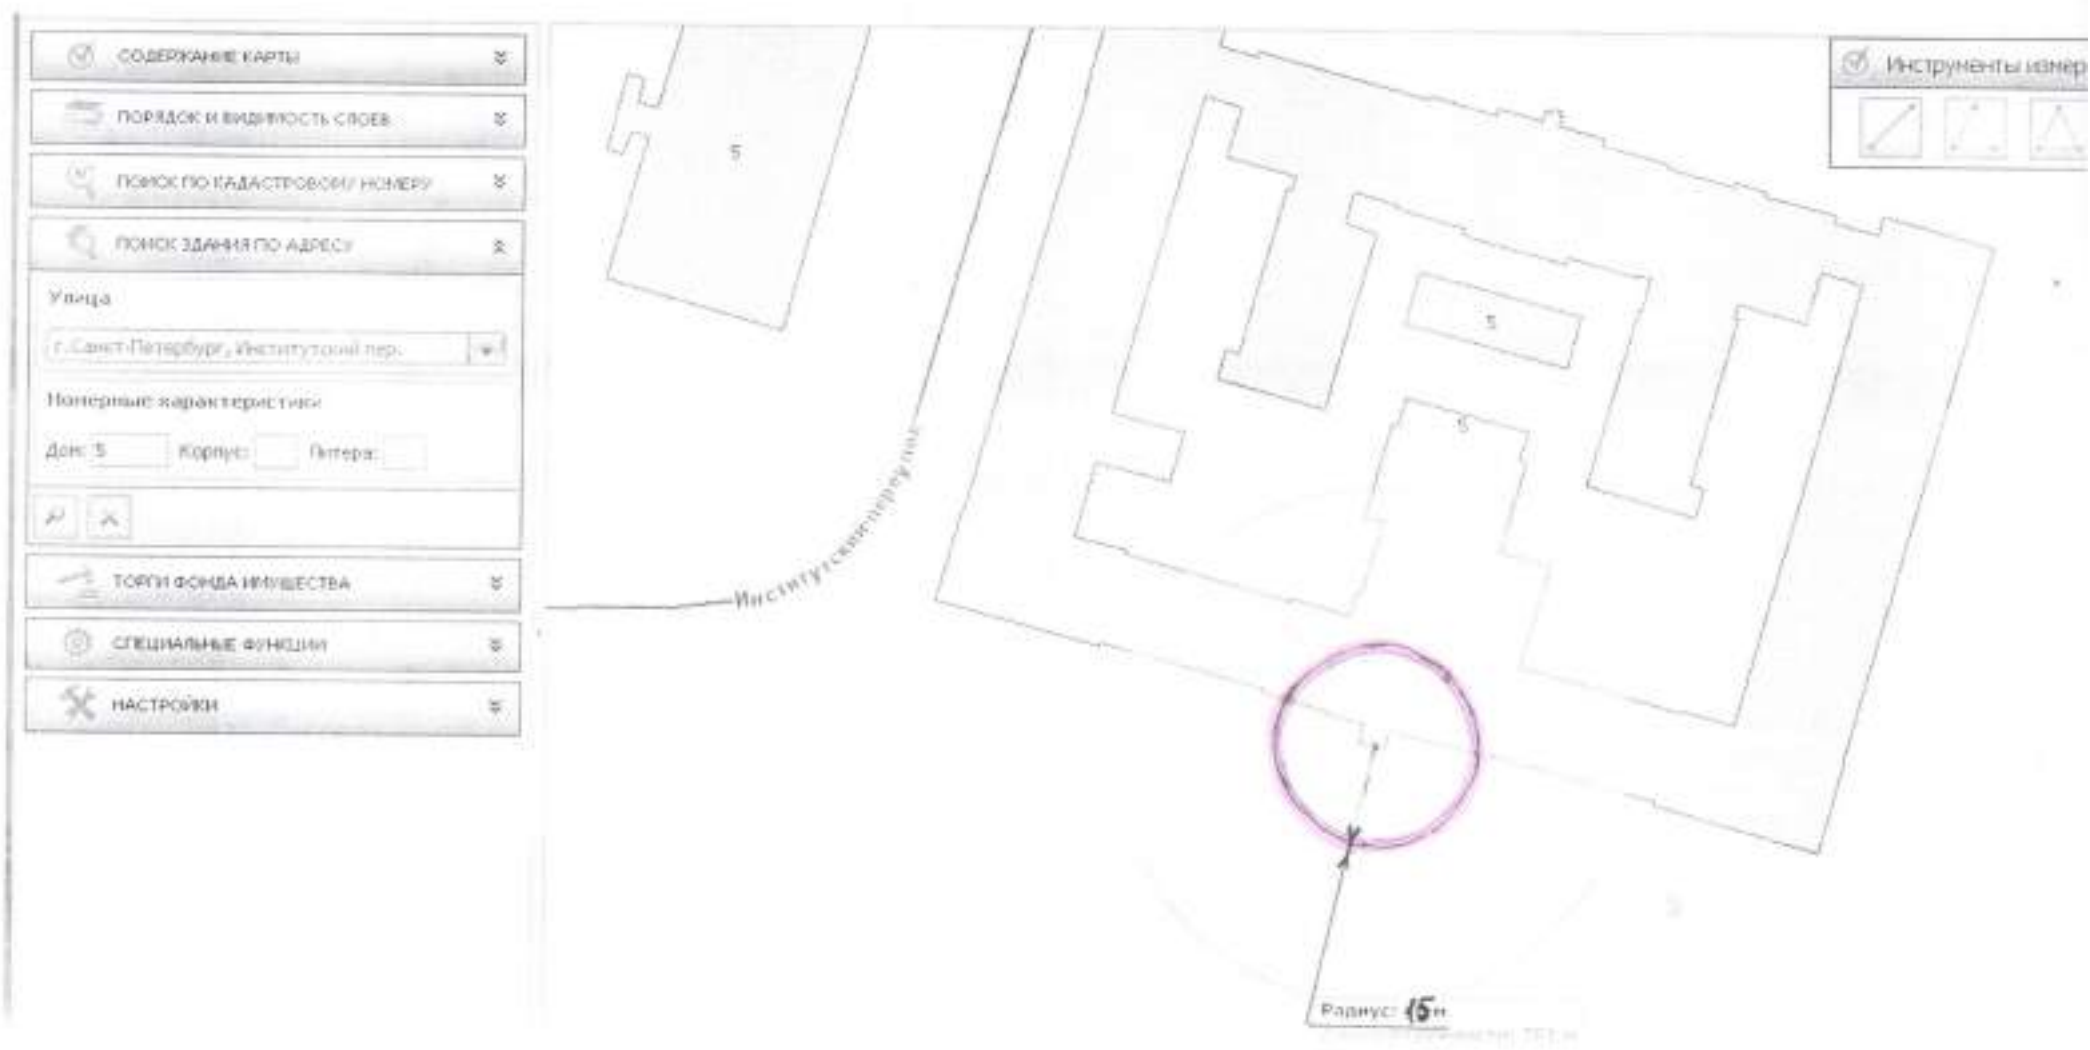 СОДЕРЖАНИЕ КАРТЫ
ПОРЯДОК И ВИДИМОСТЬ СЛОЕВ
ПОИСК ПО КАДАСТРОВОМУ НОМЕРУ
ПОИСК ЗДАНИЯ ПО АДРЕСУ
Улица
г.Санкт-Петербург, Институтский пер.
Номерные характеристики
Дом: 5 Корпус: Литера:
ТОРГИ ФОНДА ИМУЩЕСТВА
СПЕЦИАЛЬНЫЕ ФУНКЦИИ
НАСТРОЙКИ
5
Институтский переулок
5
5
Инструменты измер
Радиус: 15 м